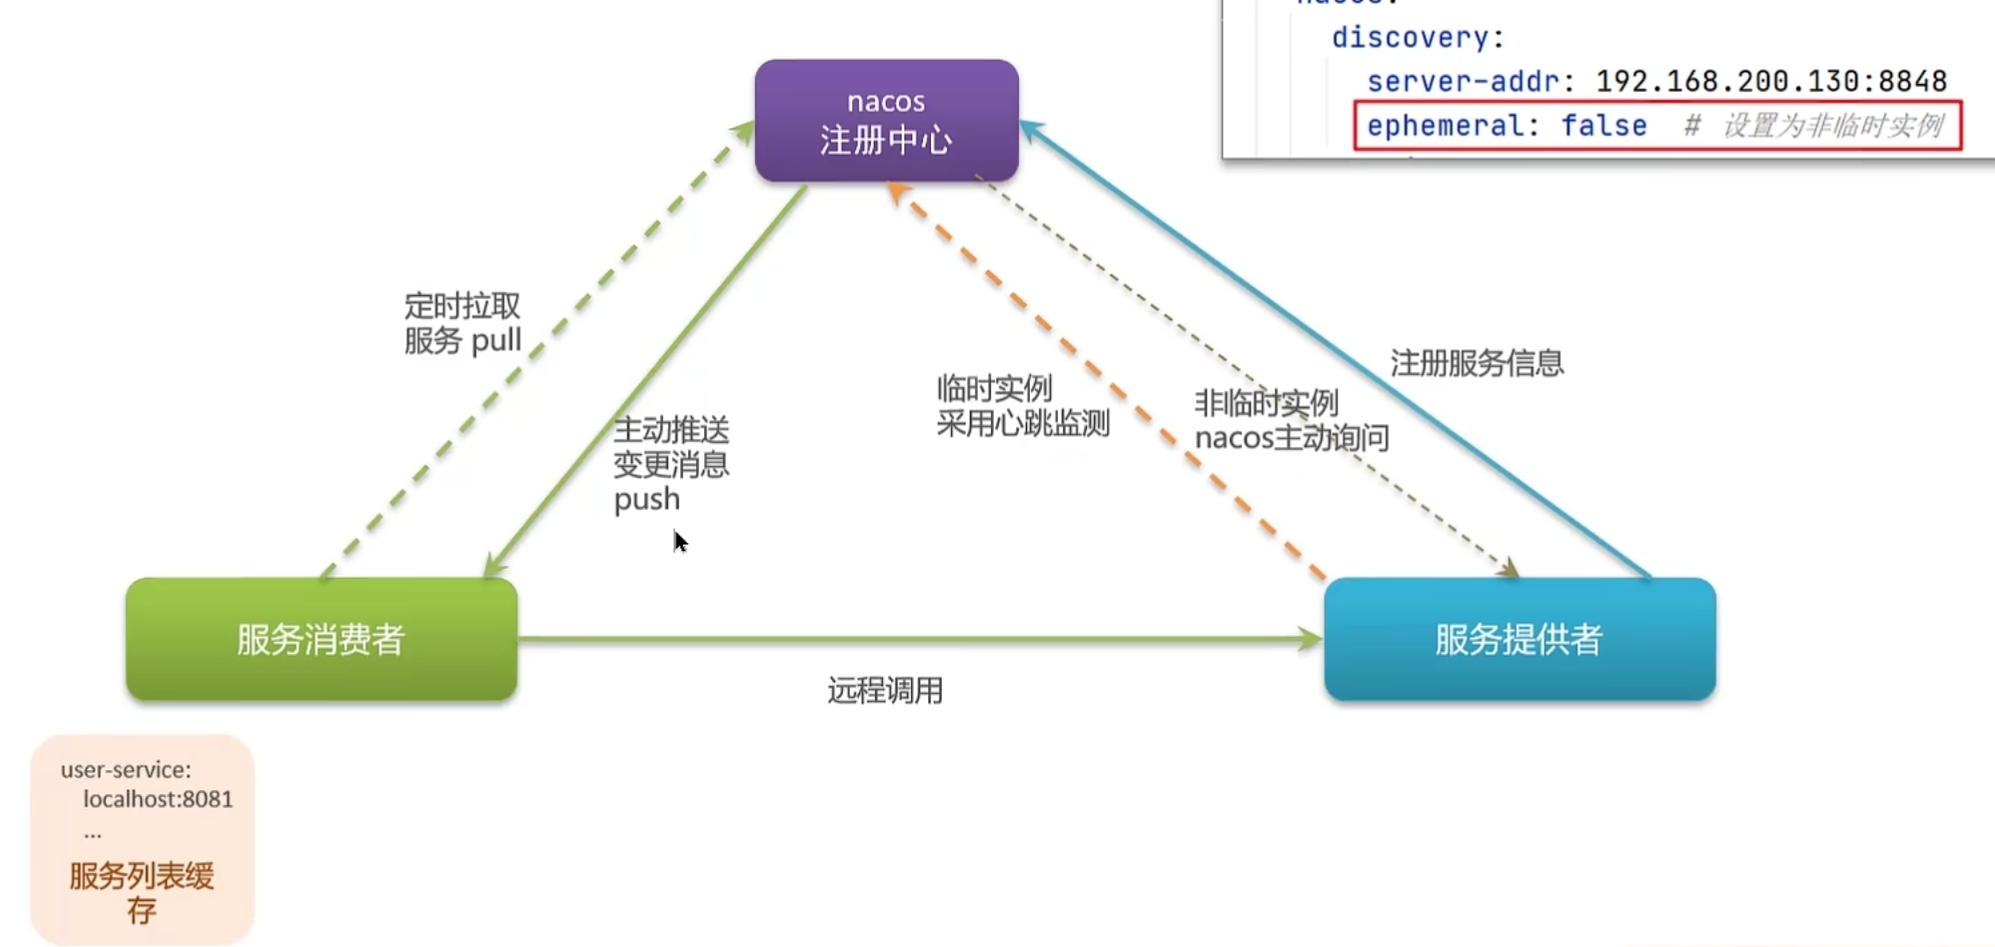 discovery:
server-addr: 192.168.200.130:8848
ephemeral: false # 设置为非临时实例
nacos
注册中心
定时拉取
服务 pull
主动推送
变更消息
push
临时实例
采用心跳监测
非临时实例
nacos主动询问
注册服务信息
服务消费者
服务提供者
远程调用
user-service:
localhost:8081
...
服务列表缓
存